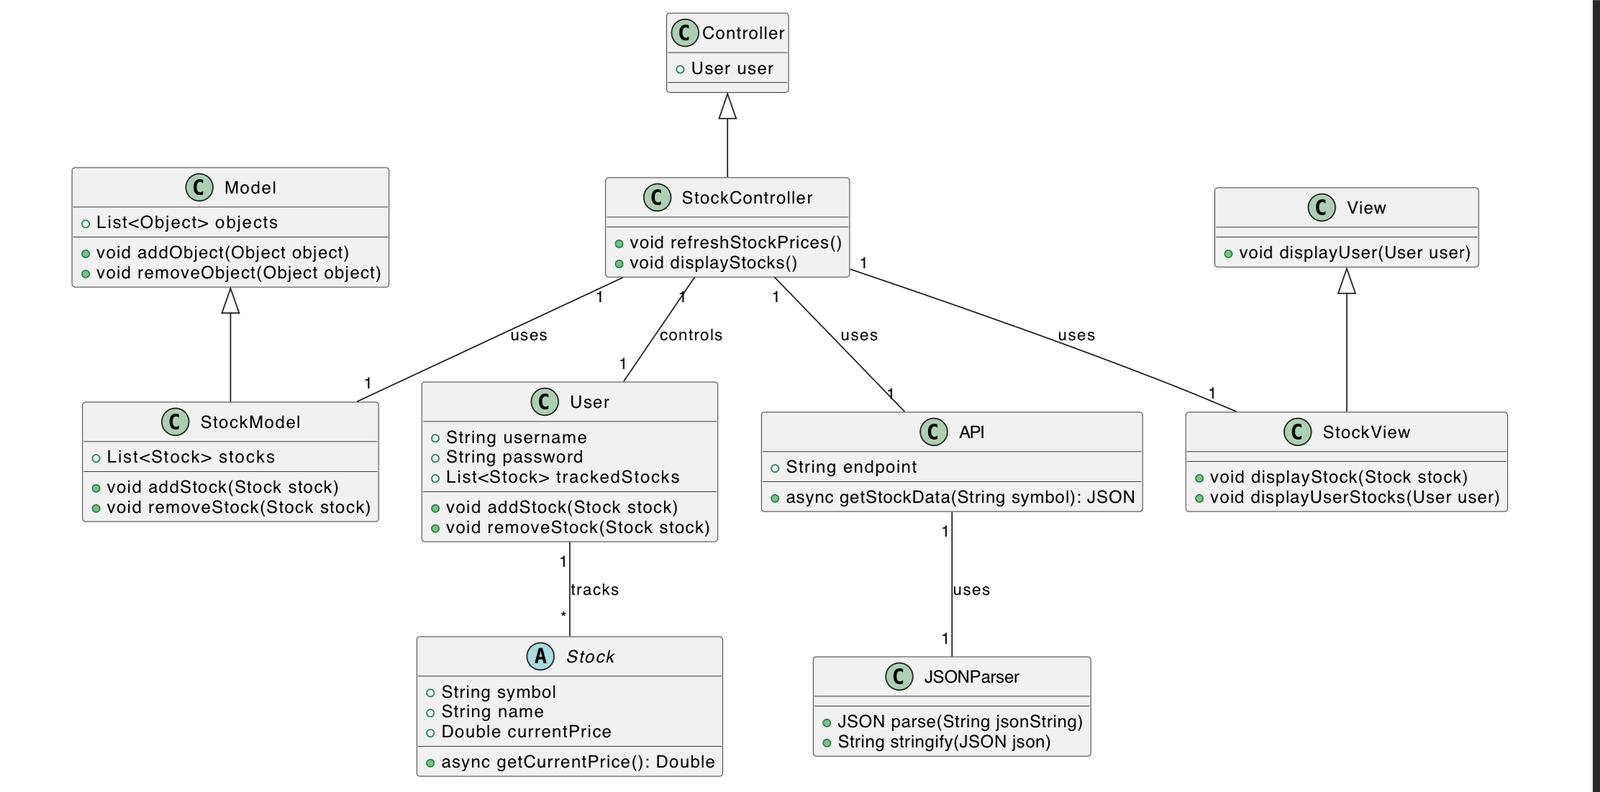 C Controller
User user
C Model
List<Object> objects
void addObject(Object object)
void removeObject(Object object)
C StockController
void refreshStockPrices()
void displayStocks()
C View
void displayUser(User user)
1
1
1
1
uses
controls
uses
uses
1
1
1
1
C StockModel
List<Stock> stocks
void addStock(Stock stock)
void removeStock(Stock stock)
C User
String username
String password
List<Stock> trackedStocks
void addStock(Stock stock)
void removeStock(Stock stock)
C API
String endpoint
async getStockData(String symbol): JSON
C StockView
void displayStock(Stock stock)
void displayUserStocks(User user)
1
tracks
*
1
uses
1
A Stock
String symbol
String name
Double currentPrice
async getCurrentPrice(): Double
C JSONParser
JSON parse(String jsonString)
String stringify(JSON json)